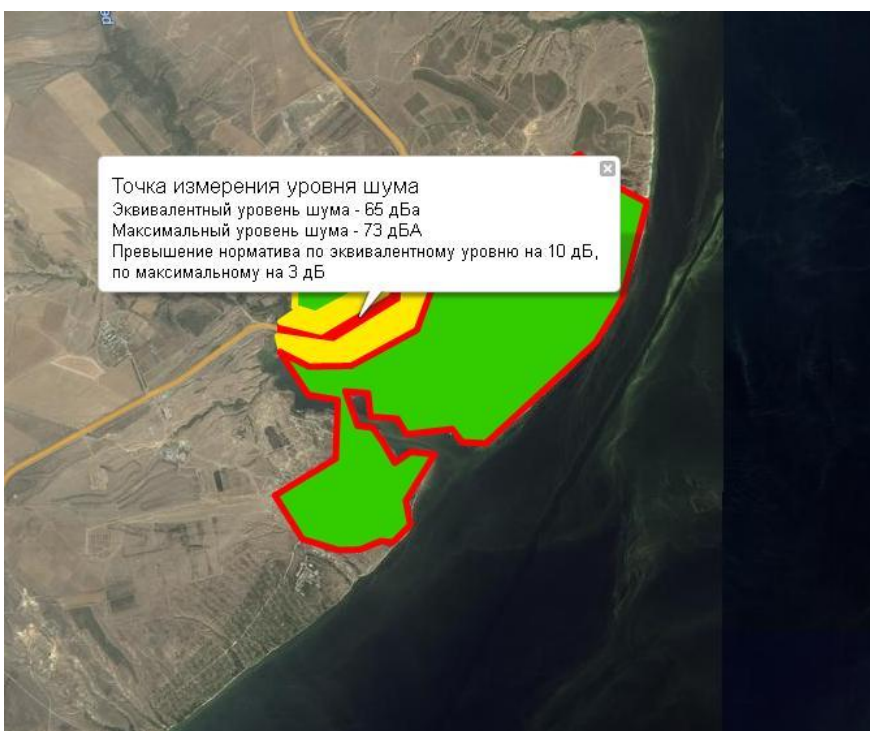 Точка измерения уровня шума
Эквивалентный уровень шума - 65 дБа
Максимальный уровень шума - 73 дБА
Превышение норматива по эквивалентному уровню на 10 дБ,
по максимальному на 3 дБ